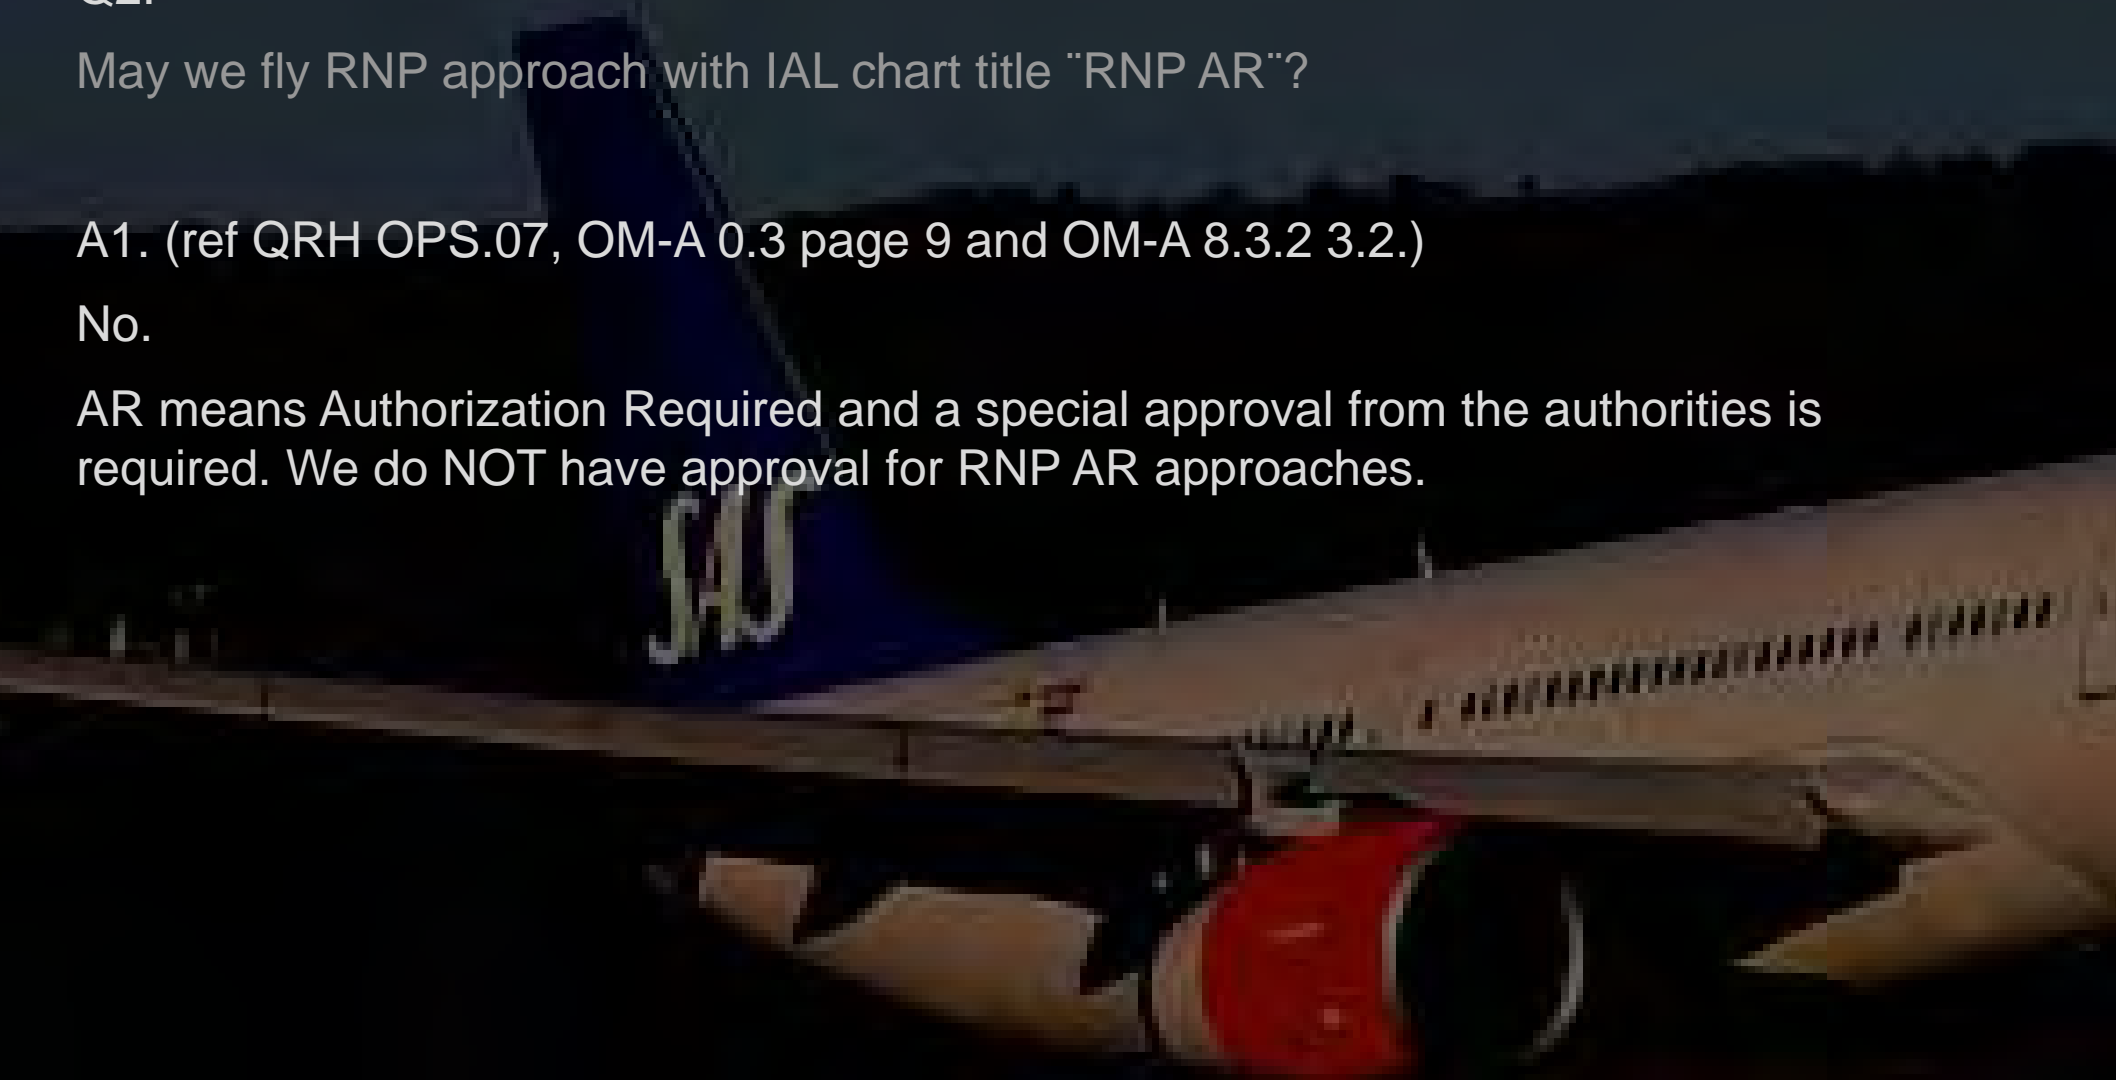 Q2.
May we fly RNP approach with IAL chart title ¨RNP AR¨?
A1. (ref QRH OPS.07, OM-A 0.3 page 9 and OM-A 8.3.2 3.2.)
No.
AR means Authorization Required and a special approval from the authorities is
required. We do NOT have approval for RNP AR approaches.
SAS